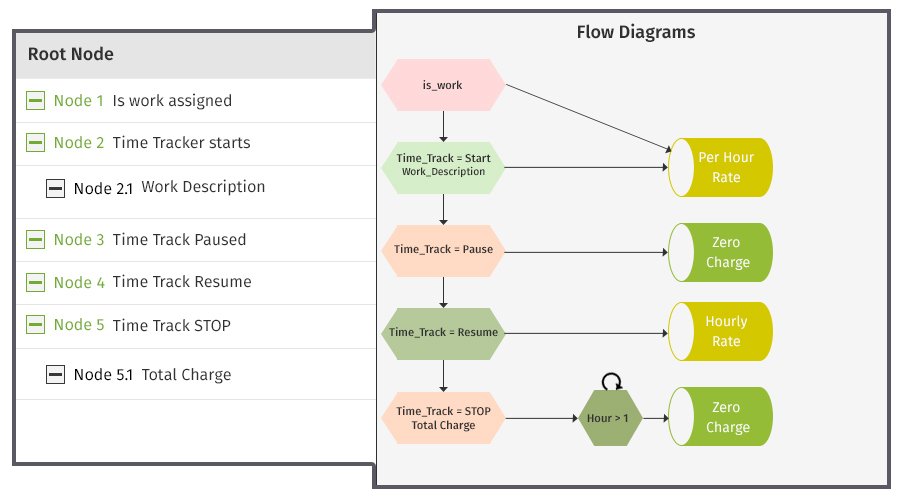 Root Node
Node 1 Is work assigned
Node 2 Time Tracker starts
Node 2.1 Work Description
Node 3 Time Track Paused
Node 4 Time Track Resume
Node 5 Time Track STOP
Node 5.1 Total Charge
Flow Diagrams
is_work
Time_Track = Start
Work_Description
Per Hour
Rate
Time_Track = Pause
Zero
Charge
Time_Track = Resume
Hourly
Rate
Time_Track = STOP
Total Charge
Hour > 1
Zero
Charge